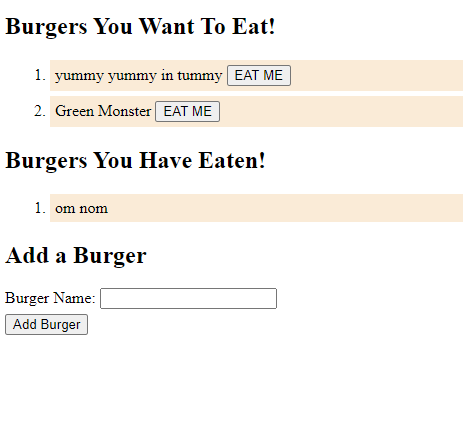 Burgers You Want To Eat!
1. yummy yummy in tummy EAT ME
2. Green Monster EAT ME
Burgers You Have Eaten!
1. om nom
Add a Burger
Burger Name:
Add Burger